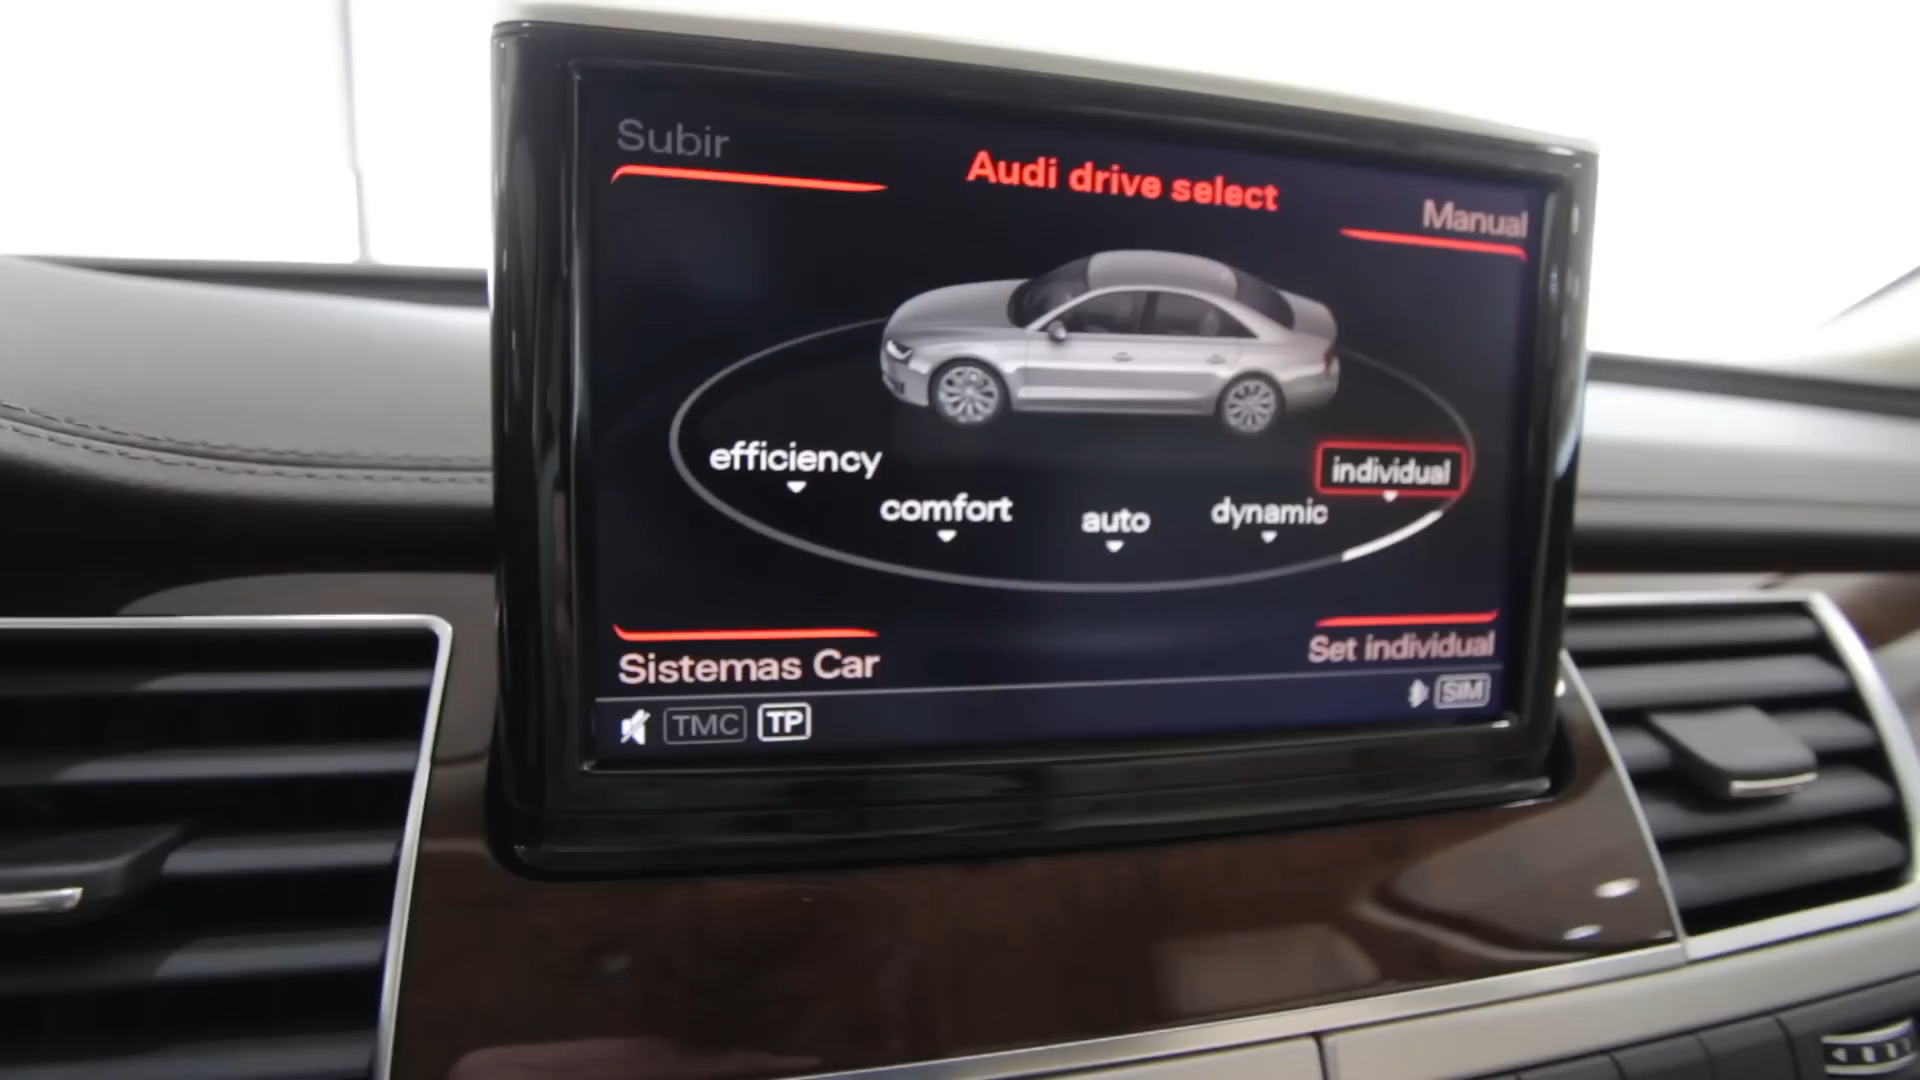 Subir
Audi drive select
Manual
efficiency
comfort
auto
dynamic
individual
Sistemas Car
Set individual
TMC TP
SIM